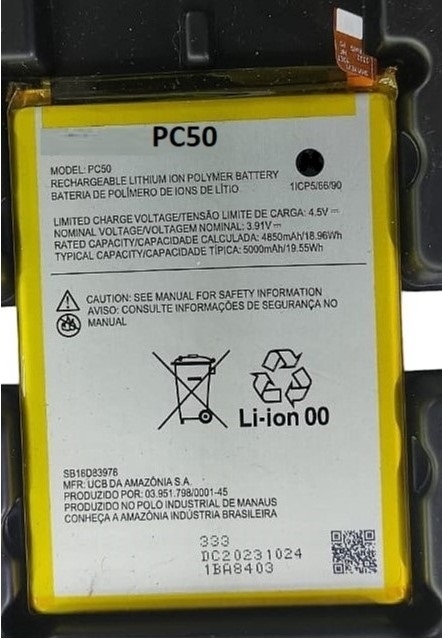 PC50
MODEL: PC50
RECHARGEABLE LITHIUM ION POLYMER BATTERY
BATERIA DE POLÍMERO DE IONS DE LÍTIO
1ICP5/66/90
LIMITED CHARGE VOLTAGE/TENSÃO LIMITE DE CARGA: 4.5V⎓
NOMINAL VOLTAGE/VOLTAGEM NOMINAL: 3.91V⎓
RATED CAPACITY/CAPACIDADE CALCULADA: 4850mAh/18.96Wh
TYPICAL CAPACITY/CAPACIDADE TÍPICA: 5000mAh/19.55Wh
CAUTION: SEE MANUAL FOR SAFETY INFORMATION
AVISO: CONSULTE INFORMAÇÕES DE SEGURANÇA NO
MANUAL
Li-ion 00
SB18D83978
MFR: UCB DA AMAZÔNIA S.A.
PRODUZIDO POR: 03.951.798/0001-45
PRODUZIDO NO POLO INDUSTRIAL DE MANAUS
CONHEÇA A AMAZÔNIA INDÚSTRIA BRASILEIRA
333
DC20231024
1BA8403